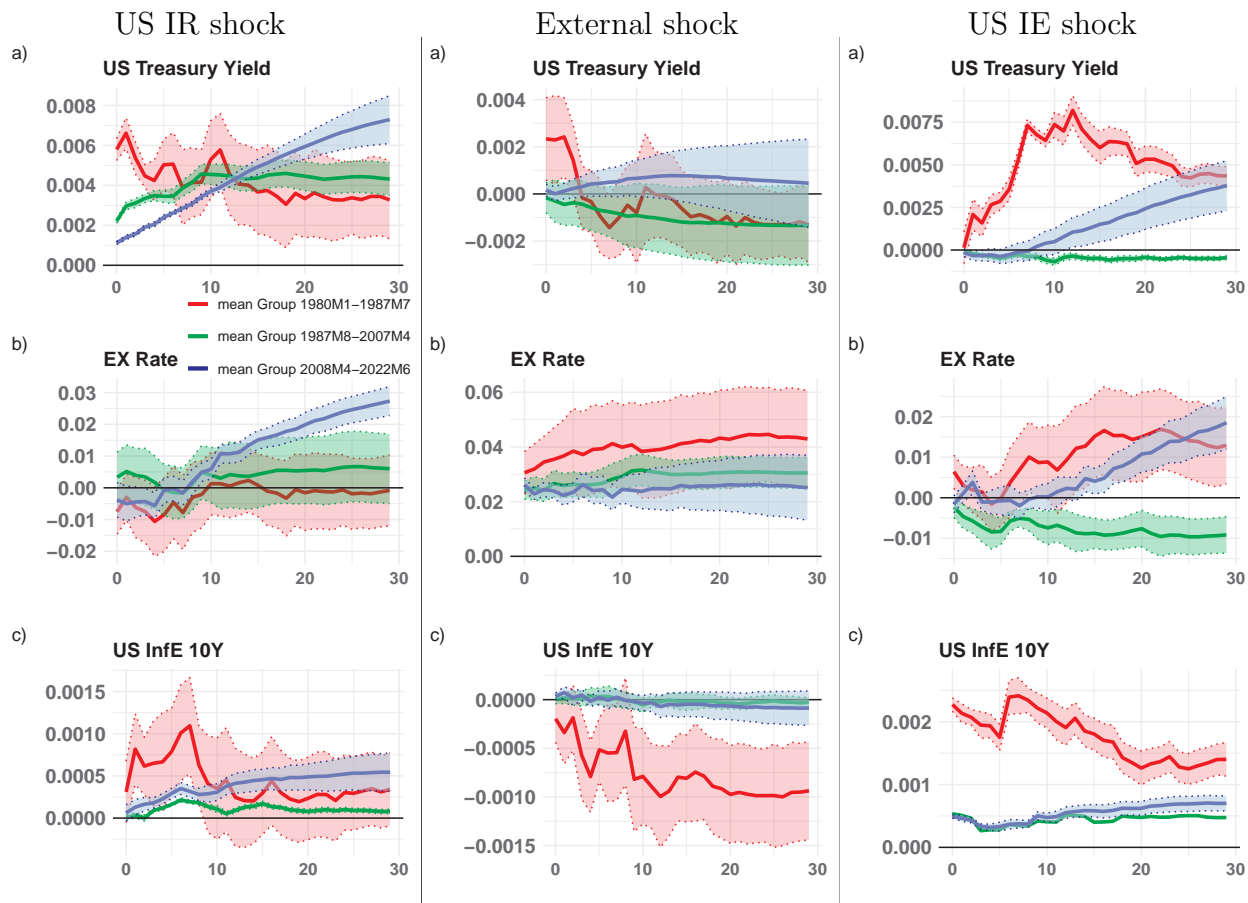 US IR shock
a)
US Treasury Yield
0.008
0.006
0.004
0.002
0.000
0 10 20 30
mean Group 1980M1−1987M7
mean Group 1987M8−2007M4
mean Group 2008M4−2022M6
b)
EX Rate
0.03
0.02
0.01
0.00
−0.01
−0.02
0 10 20 30
c)
US InfE 10Y
0.0015
0.0010
0.0005
0.0000
0 10 20 30
External shock
a)
US Treasury Yield
0.004
0.002
0.000
−0.002
0 10 20 30
b)
EX Rate
0.06
0.04
0.02
0.00
0 10 20 30
c)
US InfE 10Y
0.0000
−0.0005
−0.0010
−0.0015
0 10 20 30
US IE shock
a)
US Treasury Yield
0.0075
0.0050
0.0025
0.0000
0 10 20 30
b)
EX Rate
0.02
0.01
0.00
−0.01
0 10 20 30
c)
US InfE 10Y
0.002
0.001
0.000
0 10 20 30